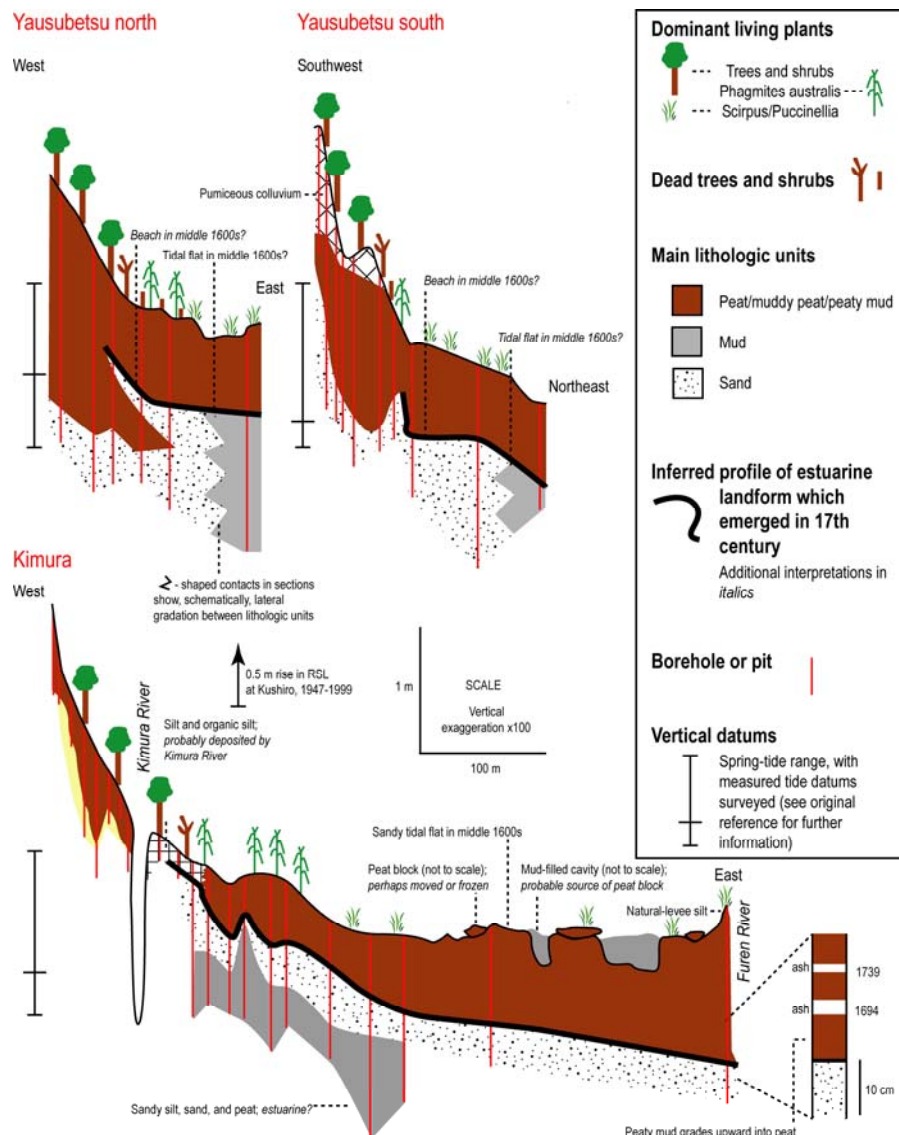 Yausubetsu north
West
Beach in middle 1600s?
Tidal flat in middle 1600s?
East
Yausubetsu south
Southwest
Pumiceous colluvium
Beach in middle 1600s?
Tidal flat in middle 1600s?
Northeast
- shaped contacts in sections
show, schematically, lateral
gradation between lithologic units
0.5 m rise in RSL
at Kushiro, 1947-1999
1 m
SCALE
Vertical
exaggeration x100
100 m
Kimura
West
Kimura River
Silt and organic silt;
probably deposited by
Kimura River
Sandy tidal flat in middle 1600s
Peat block (not to scale);
perhaps moved or frozen
Mud-filled cavity (not to scale);
probable source of peat block
East
Natural-levee silt
Furen River
Sandy silt, sand, and peat; estuarine?
ash
1739
ash
1694
10 cm
Peaty mud grades upward into peat
Dominant living plants
Trees and shrubs
Phagmites australis
Scirpus/Puccinellia
Dead trees and shrubs
Main lithologic units
Peat/muddy peat/peaty mud
Mud
Sand
Inferred profile of estuarine
landform which
emerged in 17th
century
Additional interpretations in
italics
Borehole or pit
Vertical datums
Spring-tide range, with
measured tide datums
surveyed (see original
reference for further
information)